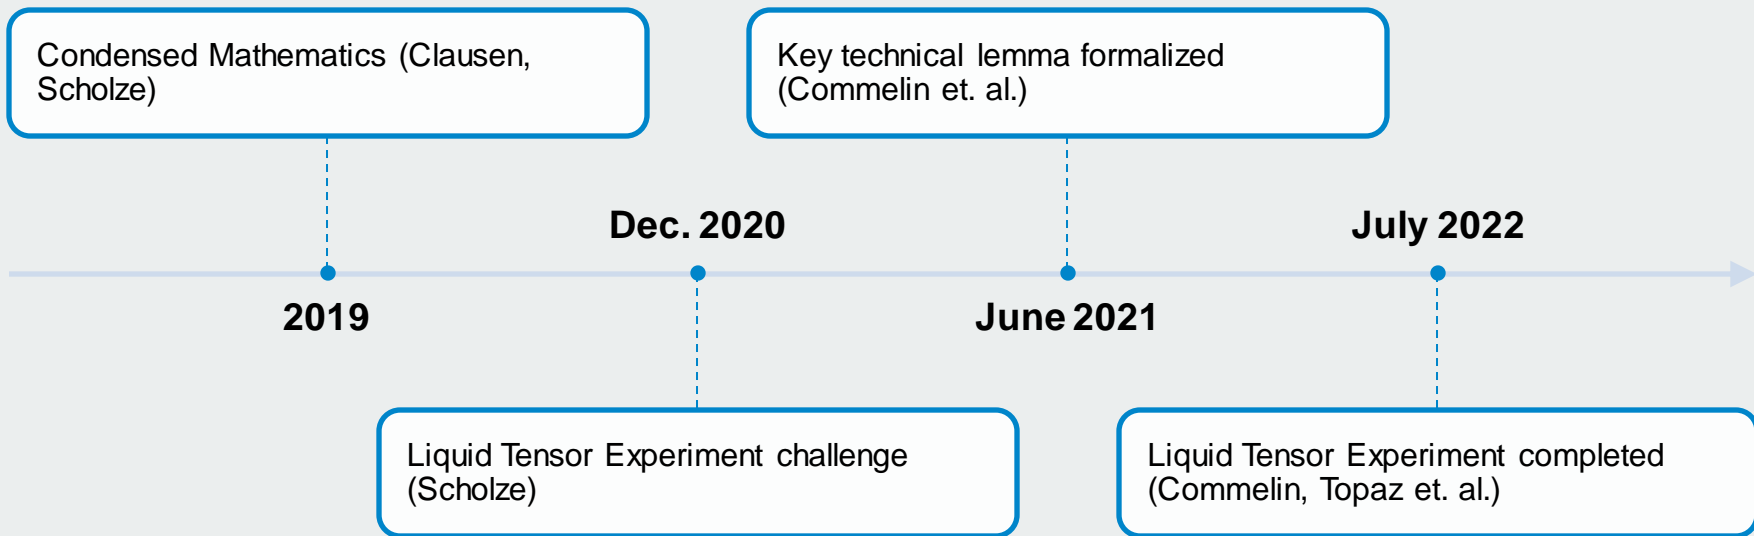 Condensed Mathematics (Clausen,
Scholze)
Key technical lemma formalized
(Commelin et. al.)
Dec. 2020
July 2022
2019
June 2021
Liquid Tensor Experiment challenge
(Scholze)
Liquid Tensor Experiment completed
(Commelin, Topaz et. al.)